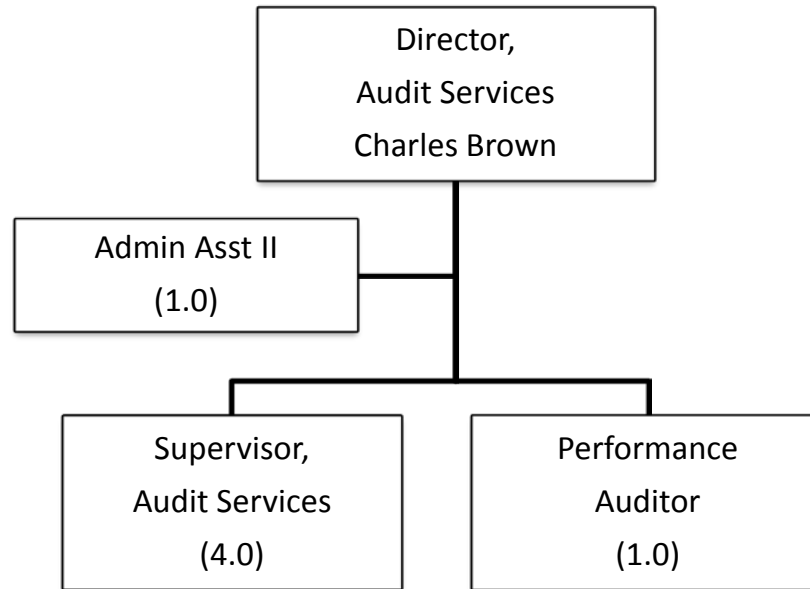 Director,
Audit Services
Charles Brown
Admin Asst II
(1.0)
Supervisor,
Audit Services
(4.0)
Performance
Auditor
(1.0)